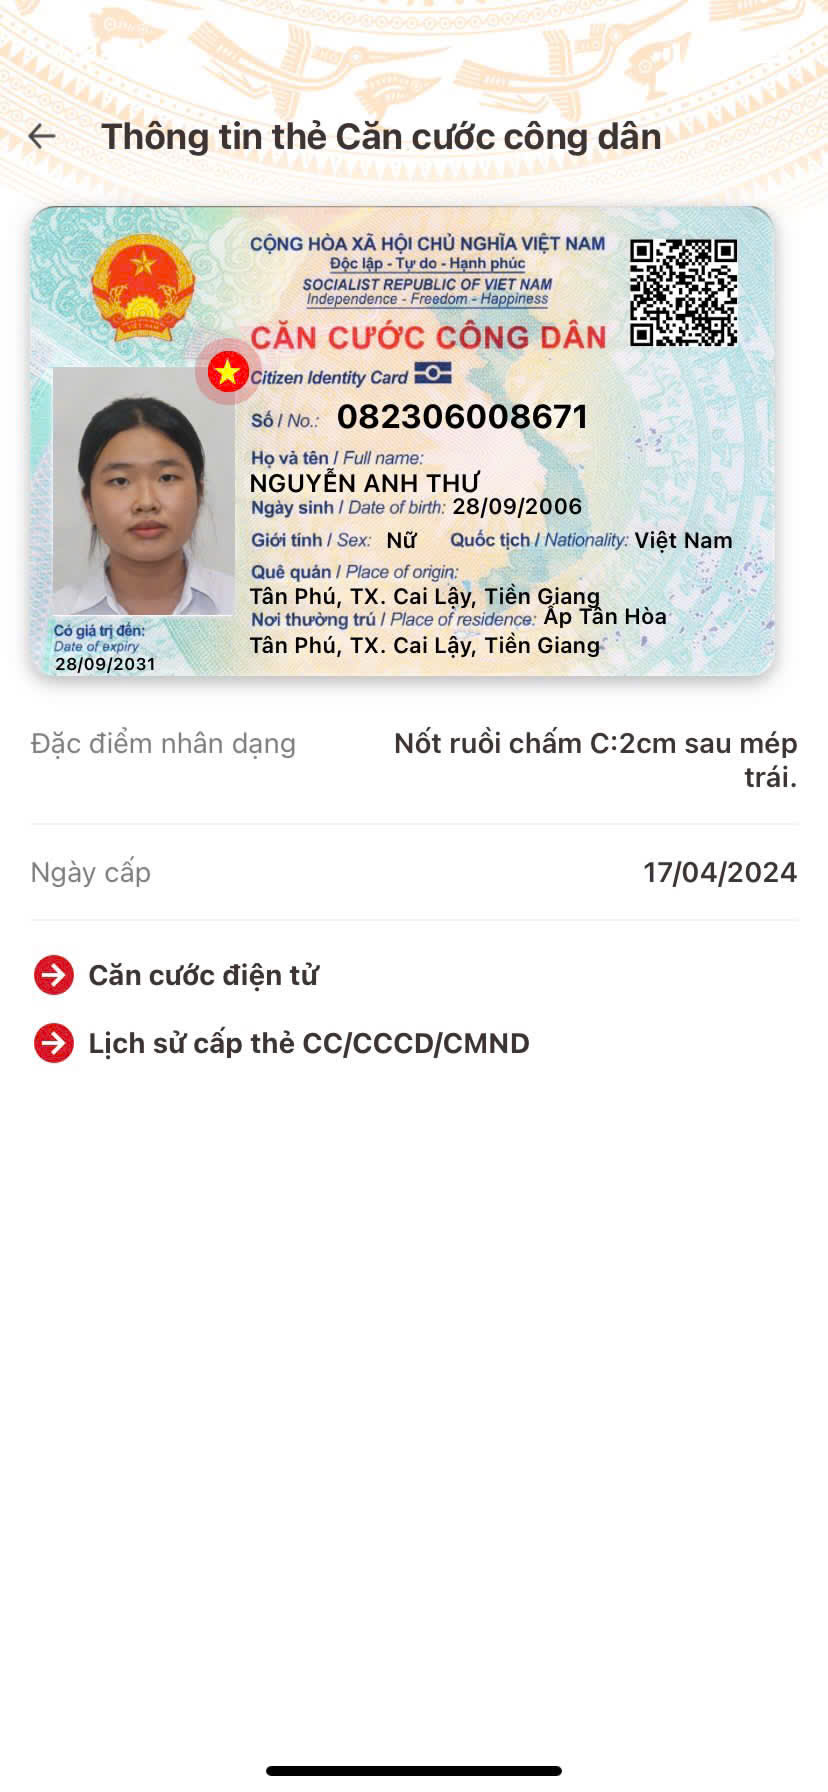 Thông tin thẻ Căn cước công dân
CỘNG HÒA XÃ HỘI CHỦ NGHĨA VIỆT NAM
Độc lập - Tự do - Hạnh phúc
SOCIALIST REPUBLIC OF VIET NAM
Independence - Freedom - Happiness
CĂN CƯỚC CÔNG DÂN
Citizen Identity Card
Số / No.: 082306008671
Họ và tên / Full name:
NGUYỄN ANH THƯ
Ngày sinh / Date of birth: 28/09/2006
Giới tính / Sex: Nữ Quốc tịch / Nationality: Việt Nam
Quê quán / Place of origin:
Tân Phú, TX. Cai Lậy, Tiền Giang
Nơi thường trú / Place of residence: Ấp Tân Hòa
Tân Phú, TX. Cai Lậy, Tiền Giang
Có giá trị đến:
Date of expiry
28/09/2031
Đặc điểm nhân dạng
Nốt ruồi chấm C:2cm sau mép
trái.
Ngày cấp 17/04/2024
Căn cước điện tử
Lịch sử cấp thẻ CC/CCCD/CMND